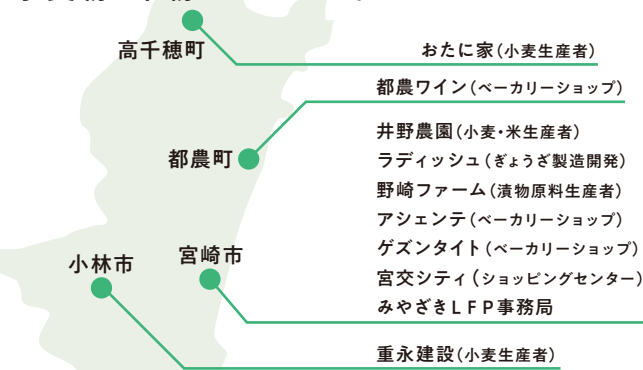 高千穂町
おたに家(小麦生産者)
都農ワイン(ベーカリーショップ)
都農町
井野農園(小麦・米生産者)
ラディッシュ(ぎょうざ製造開発)
野崎ファーム(漬物原料生産者)
アシェンテ(ベーカリーショップ)
ゲズンタイト(ベーカリーショップ)
宮交シティ(ショッピングセンター)
みやざきLFP事務局
宮崎市
小林市
重永建設(小麦生産者)